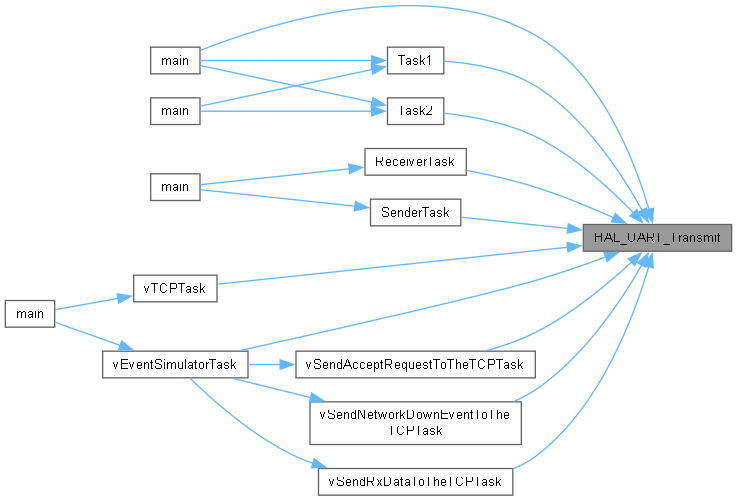 main
Task1
main
Task2
ReceiverTask
main
SenderTask
HAL_UART_Transmit
vTCPTask
main
vEventSimulatorTask
vSendAcceptRequestToTheTCPTask
vSendNetworkDownEventToThe
TCPTask
vSendRxDataToTheTCPTask